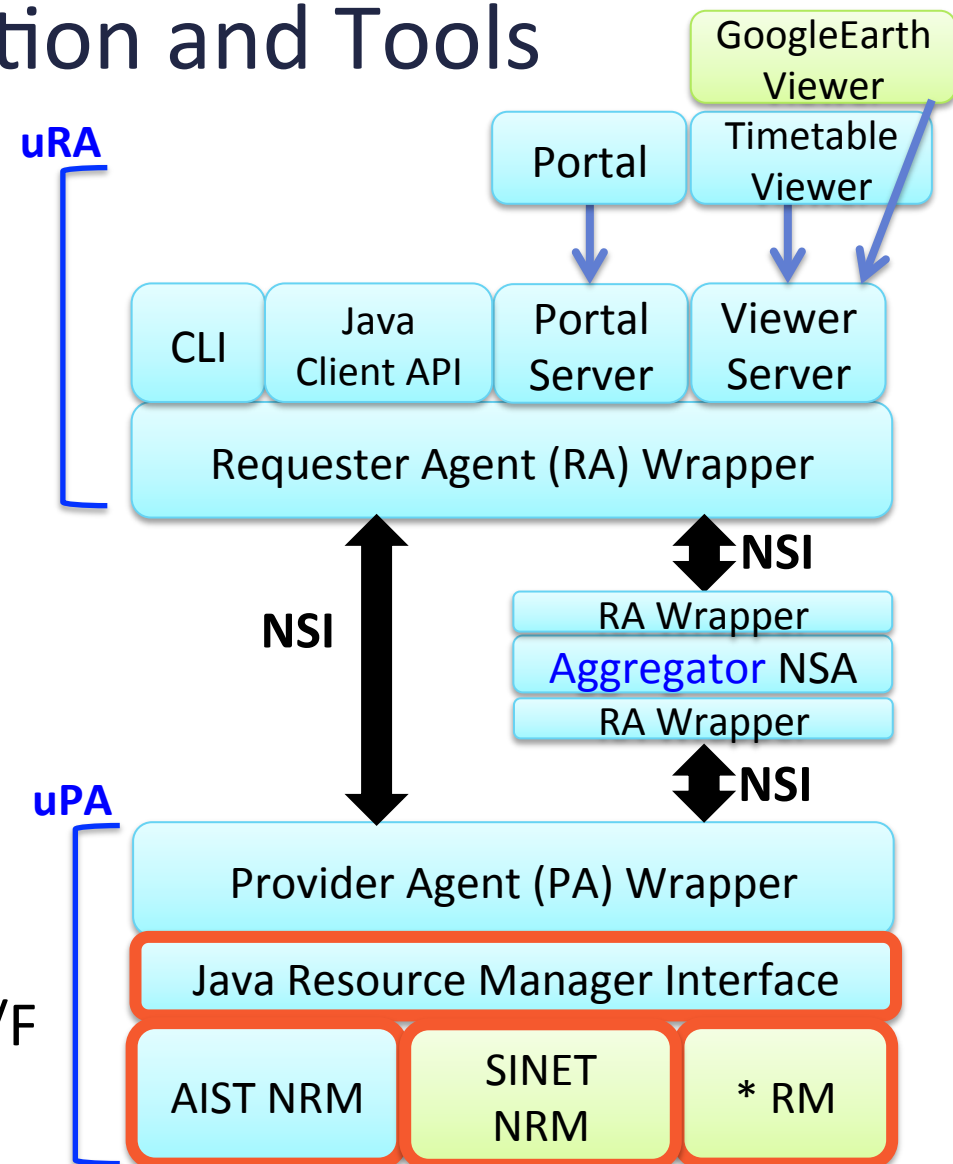 tion and Tools
GoogleEarth
Viewer
uRA
Portal
Timetable
Viewer
CLI
Java
Client API
Portal
Server
Viewer
Server
Requester Agent (RA) Wrapper
NSI
NSI
RA Wrapper
Aggregator NSA
RA Wrapper
NSI
uPA
Provider Agent (PA) Wrapper
Java Resource Manager Interface
/F
AIST NRM
SINET
NRM
* RM